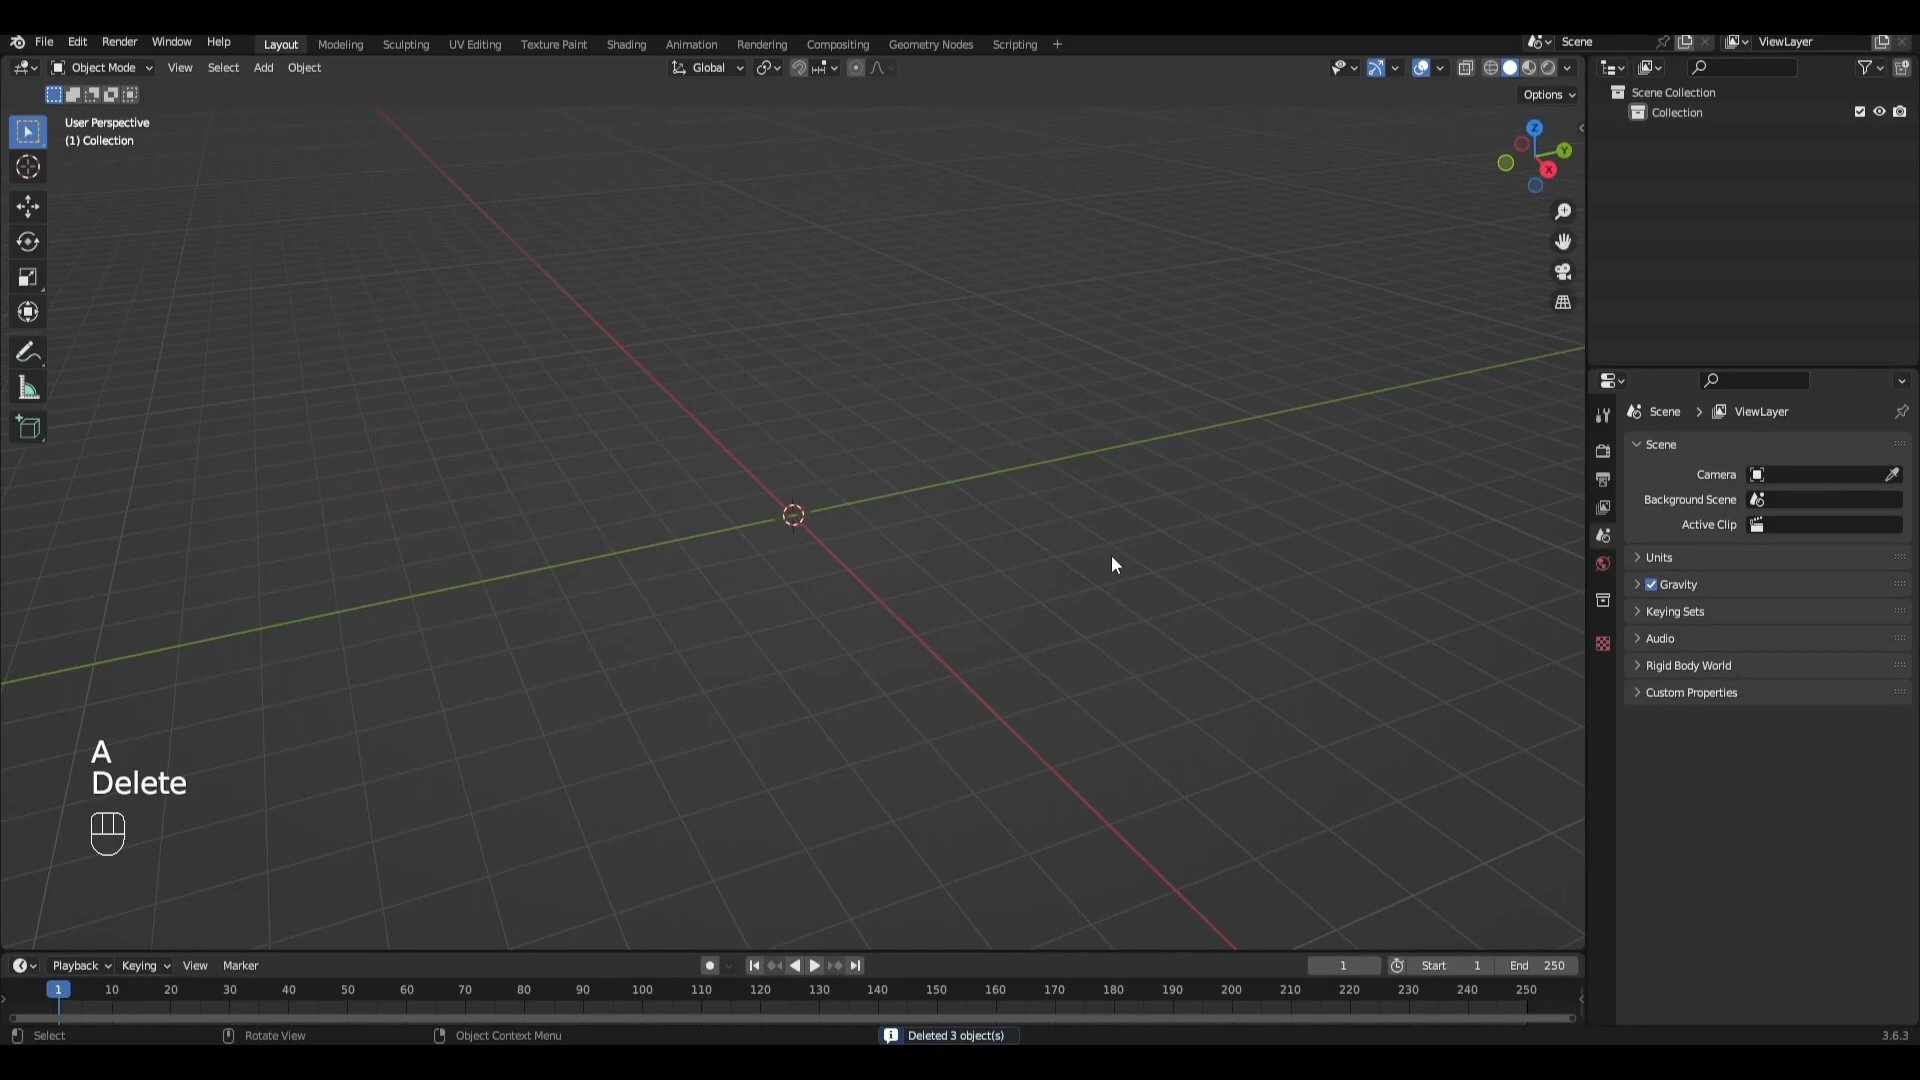 File Edit Render Window Help Layout Modeling Sculpting UV Editing Texture Paint Shading Animation Rendering Compositing Geometry Nodes Scripting + Scene ViewLayer
Object Mode View Select Add Object Global
Options
User Perspective
(1) Collection
Z
Y
X
Scene Collection
Collection
Scene > ViewLayer
Scene
Camera
Background Scene
Active Clip
Units
Gravity
Keying Sets
Audio
Rigid Body World
Custom Properties
A
Delete
Playback Keying View Marker 1 Start 1 End 250
1 10 20 30 40 50 60 70 80 90 100 110 120 130 140 150 160 170 180 190 200 210 220 230 240 250
Select Rotate View Object Context Menu Deleted 3 object(s) 3.6.3